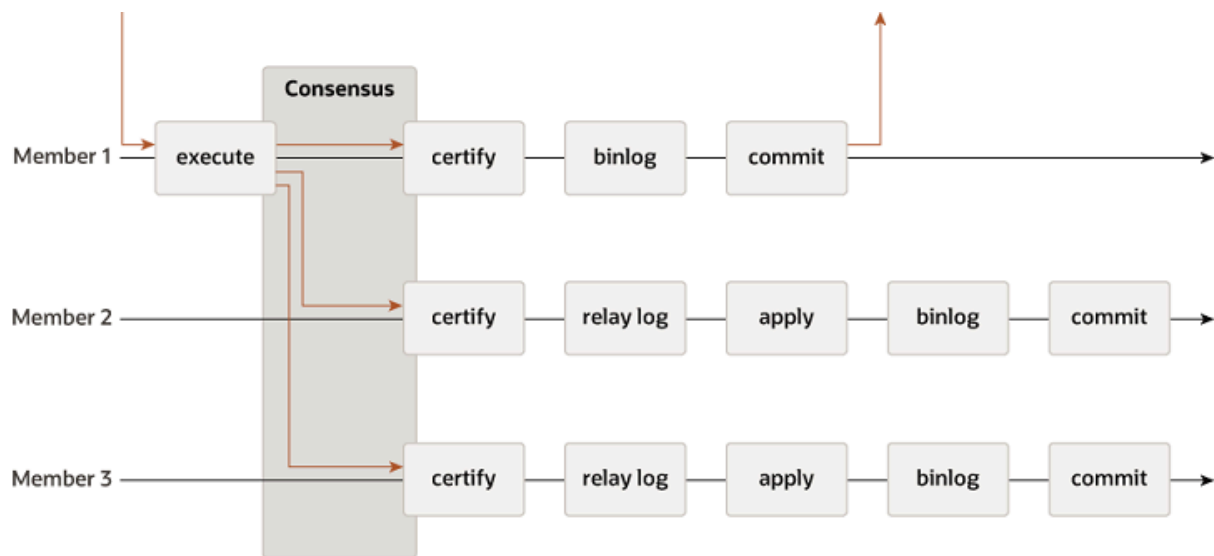 Consensus
Member 1 execute certify binlog commit
Member 2 certify relay log apply binlog commit
Member 3 certify relay log apply binlog commit